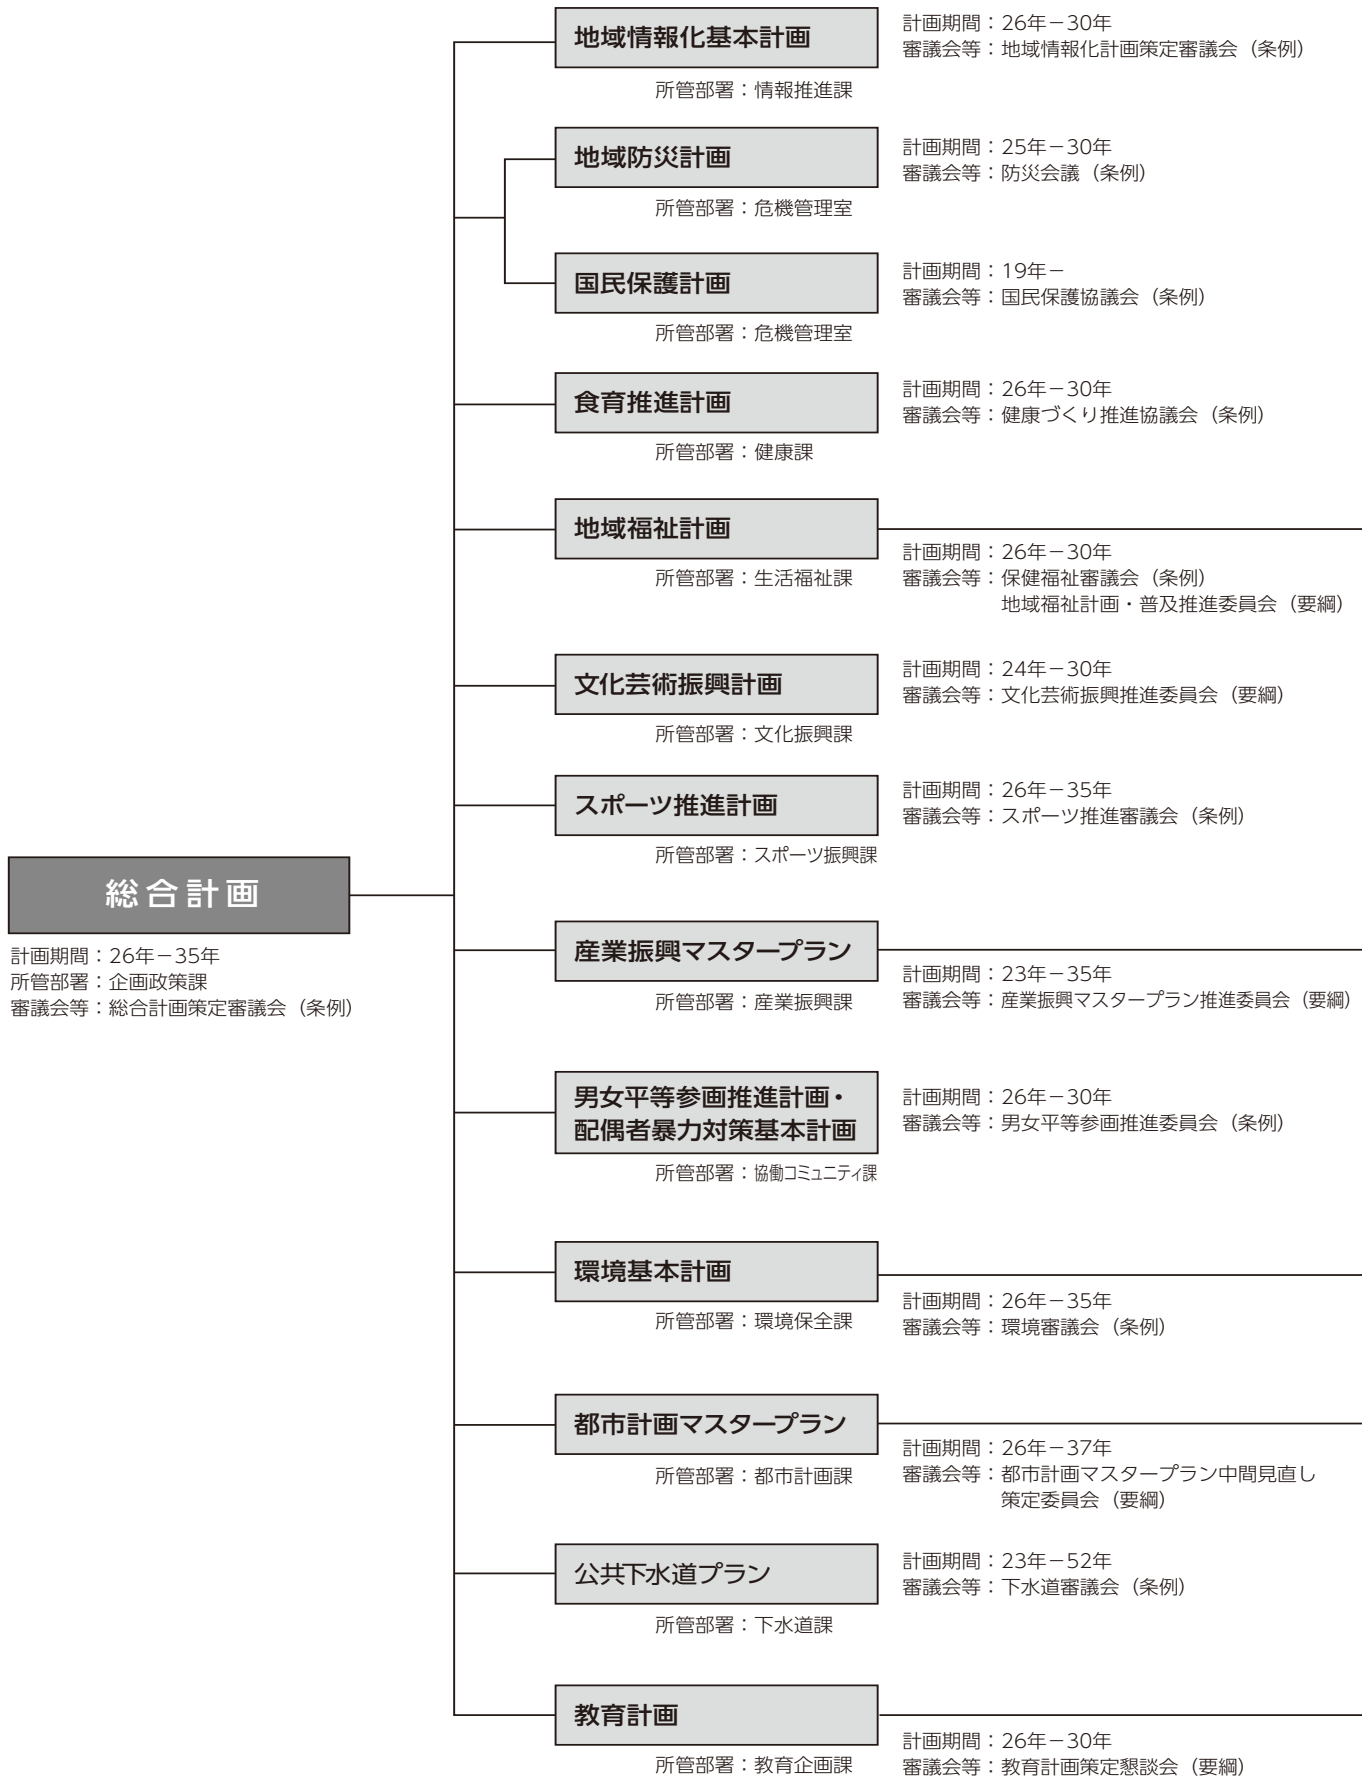 総合計画
計画期間：26年－35年
所管部署：企画政策課
審議会等：総合計画策定審議会（条例）
地域情報化基本計画
所管部署：情報推進課
計画期間：26年－30年
審議会等：地域情報化計画策定審議会（条例）
地域防災計画
所管部署：危機管理室
計画期間：25年－30年
審議会等：防災会議（条例）
国民保護計画
所管部署：危機管理室
計画期間：19年－
審議会等：国民保護協議会（条例）
食育推進計画
所管部署：健康課
計画期間：26年－30年
審議会等：健康づくり推進協議会（条例）
地域福祉計画
所管部署：生活福祉課
計画期間：26年－30年
審議会等：保健福祉審議会（条例）
地域福祉計画・普及推進委員会（要綱）
文化芸術振興計画
所管部署：文化振興課
計画期間：24年－30年
審議会等：文化芸術振興推進委員会（要綱）
スポーツ推進計画
所管部署：スポーツ振興課
計画期間：26年－35年
審議会等：スポーツ推進審議会（条例）
産業振興マスタープラン
所管部署：産業振興課
計画期間：23年－35年
審議会等：産業振興マスタープラン推進委員会（要綱）
男女平等参画推進計画・
配偶者暴力対策基本計画
所管部署：協働コミュニティ課
計画期間：26年－30年
審議会等：男女平等参画推進委員会（条例）
環境基本計画
所管部署：環境保全課
計画期間：26年－35年
審議会等：環境審議会（条例）
都市計画マスタープラン
所管部署：都市計画課
計画期間：26年－37年
審議会等：都市計画マスタープラン中間見直し
策定委員会（要綱）
公共下水道プラン
所管部署：下水道課
計画期間：23年－52年
審議会等：下水道審議会（条例）
教育計画
所管部署：教育企画課
計画期間：26年－30年
審議会等：教育計画策定懇談会（要綱）